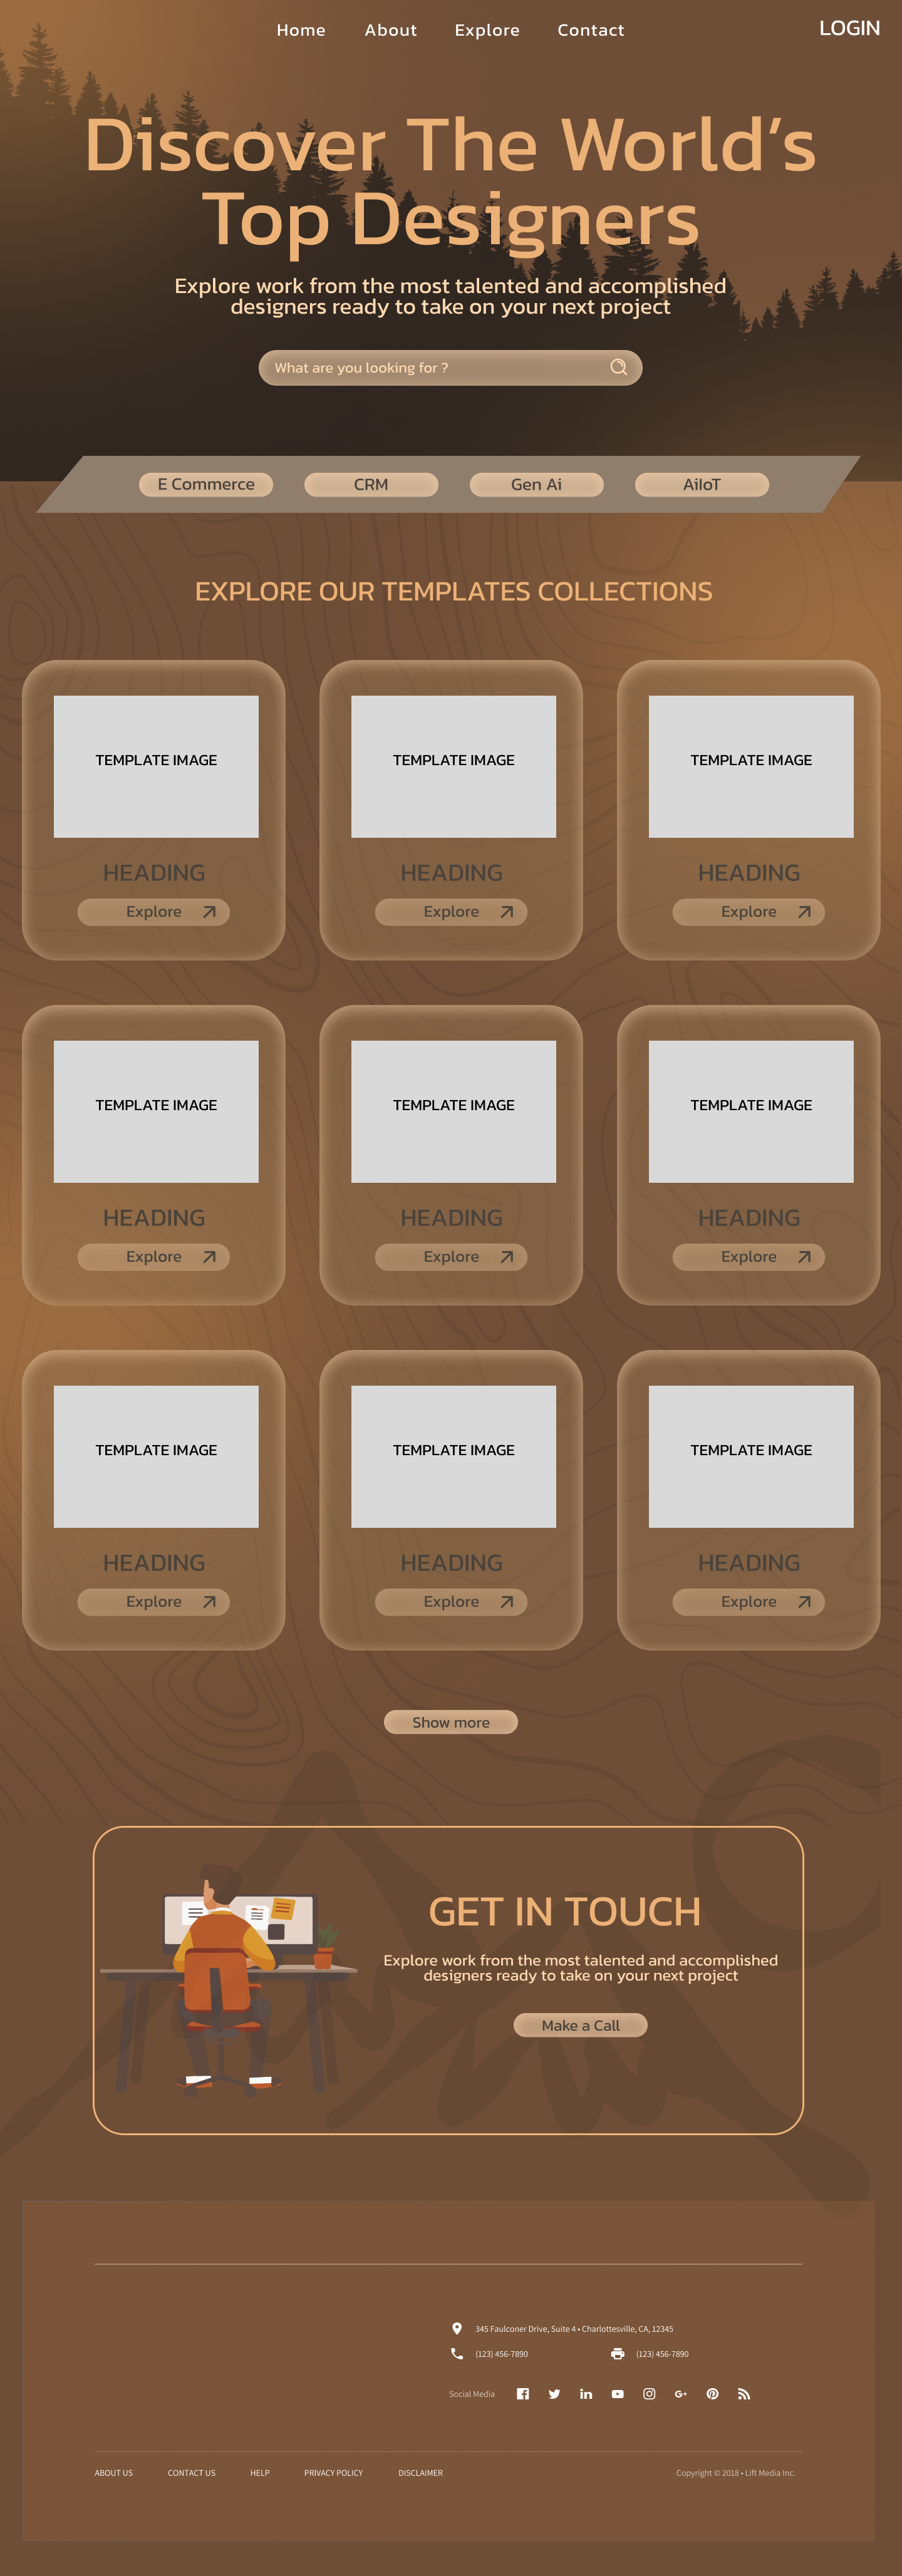 Home About Explore Contact LOGIN
Discover The World's
Top Designers
Explore work from the most talented and accomplished
designers ready to take on your next project
What are you looking for ?
E Commerce CRM Gen Ai AiIoT
EXPLORE OUR TEMPLATES COLLECTIONS
TEMPLATE IMAGE TEMPLATE IMAGE TEMPLATE IMAGE
HEADING HEADING HEADING
Explore Explore Explore
TEMPLATE IMAGE TEMPLATE IMAGE TEMPLATE IMAGE
HEADING HEADING HEADING
Explore Explore Explore
TEMPLATE IMAGE TEMPLATE IMAGE TEMPLATE IMAGE
HEADING HEADING HEADING
Explore Explore Explore
Show more
GET IN TOUCH
Explore work from the most talented and accomplished
designers ready to take on your next project
Make a Call
345 Faulconer Drive, Suite 4 • Charlottesville, CA, 12345
(123) 456-7890 (123) 456-7890
Social Media
ABOUT US CONTACT US HELP PRIVACY POLICY DISCLAIMER Copyright © 2018 • Lift Media Inc.